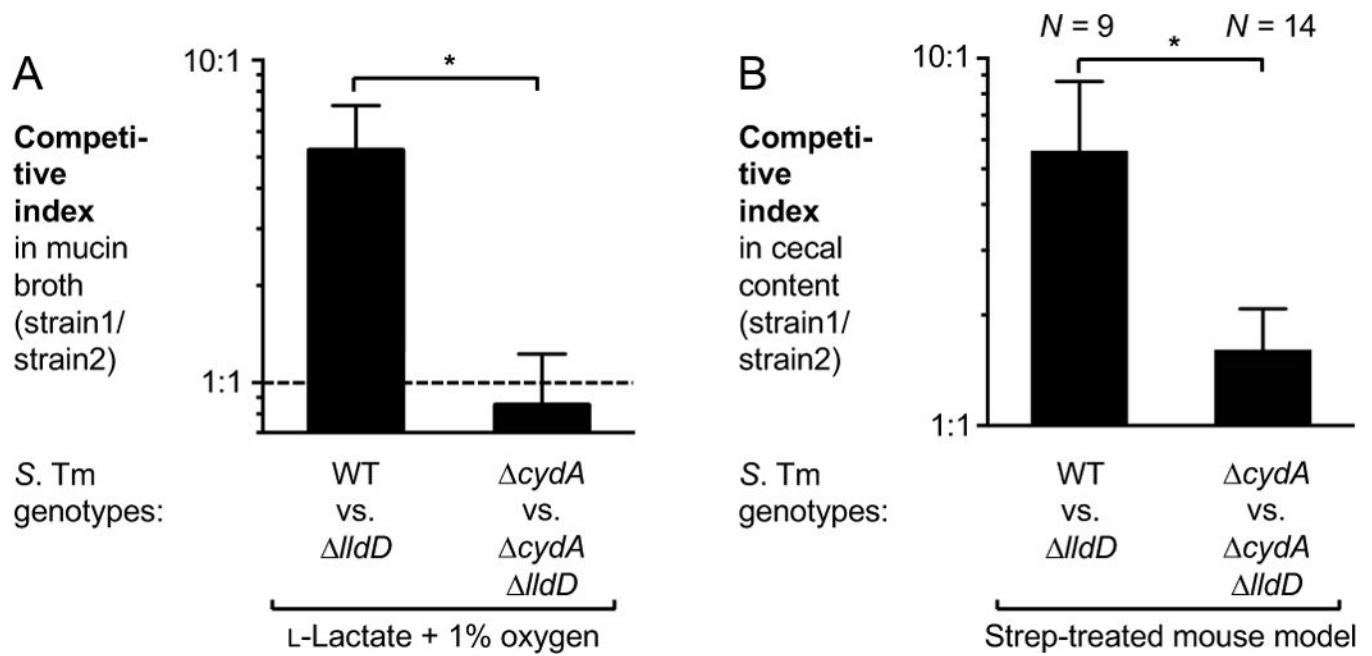 A
Competi-
tive
index
in mucin
broth
(strain1/
strain2)
10:1
*
1:1
S. Tm
genotypes:
WT
vs.
ΔlldD
ΔcydA
vs.
ΔcydA
ΔlldD
L-Lactate + 1% oxygen
B
Competi-
tive
index
in cecal
content
(strain1/
strain2)
N = 9
N = 14
10:1
*
1:1
S. Tm
genotypes:
WT
vs.
ΔlldD
ΔcydA
vs.
ΔcydA
ΔlldD
Strep-treated mouse model